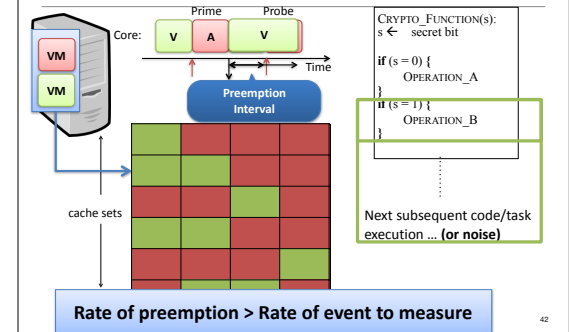 Prime Probe
Core: V A V
Time
VM
VM
Preemption
Interval
cache sets
CRYPTO_FUNCTION(s):
s ← secret bit
if (s = 0) {
OPERATION_A
}
if (s = 1) {
OPERATION_B
}
Next subsequent code/task
execution ... (or noise)
Rate of preemption > Rate of event to measure
42